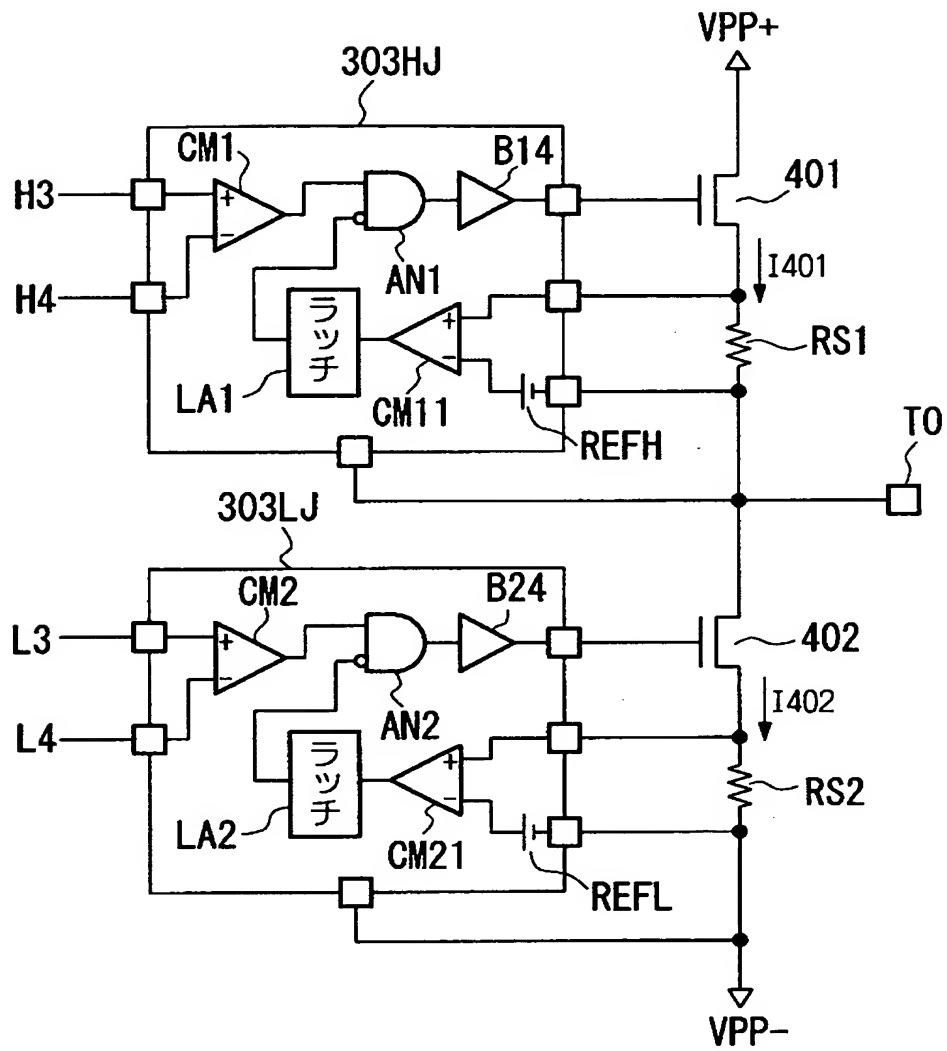 VPP+
303HJ
CM1
B14
H3
+
-
401
H4
AN1
I401
ラッチ
+
-
RS1
LA1
CM11
REFH
TO
303LJ
CM2
B24
L3
+
-
402
L4
AN2
I402
ラッチ
+
-
RS2
LA2
CM21
REFL
VPP-